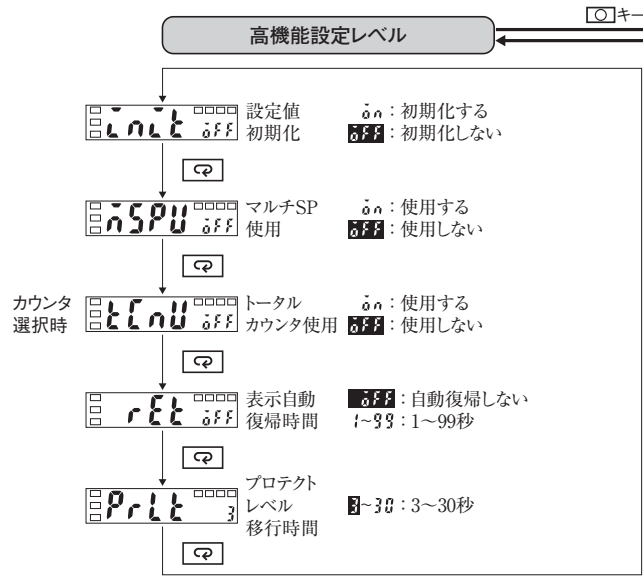 キー
高機能設定レベル
init oFF 設定値 初期化 on：初期化する
oFF：初期化しない
mSPU oFF マルチSP 使用 on：使用する
oFF：使用しない
カウンタ 選択時 tCnU oFF トータル カウンタ使用 on：使用する
oFF：使用しない
rEt oFF 表示自動 復帰時間 oFF：自動復帰しない
1~99：1～99秒
PrLt 3 プロテクト レベル 移行時間 3~30：3～30秒